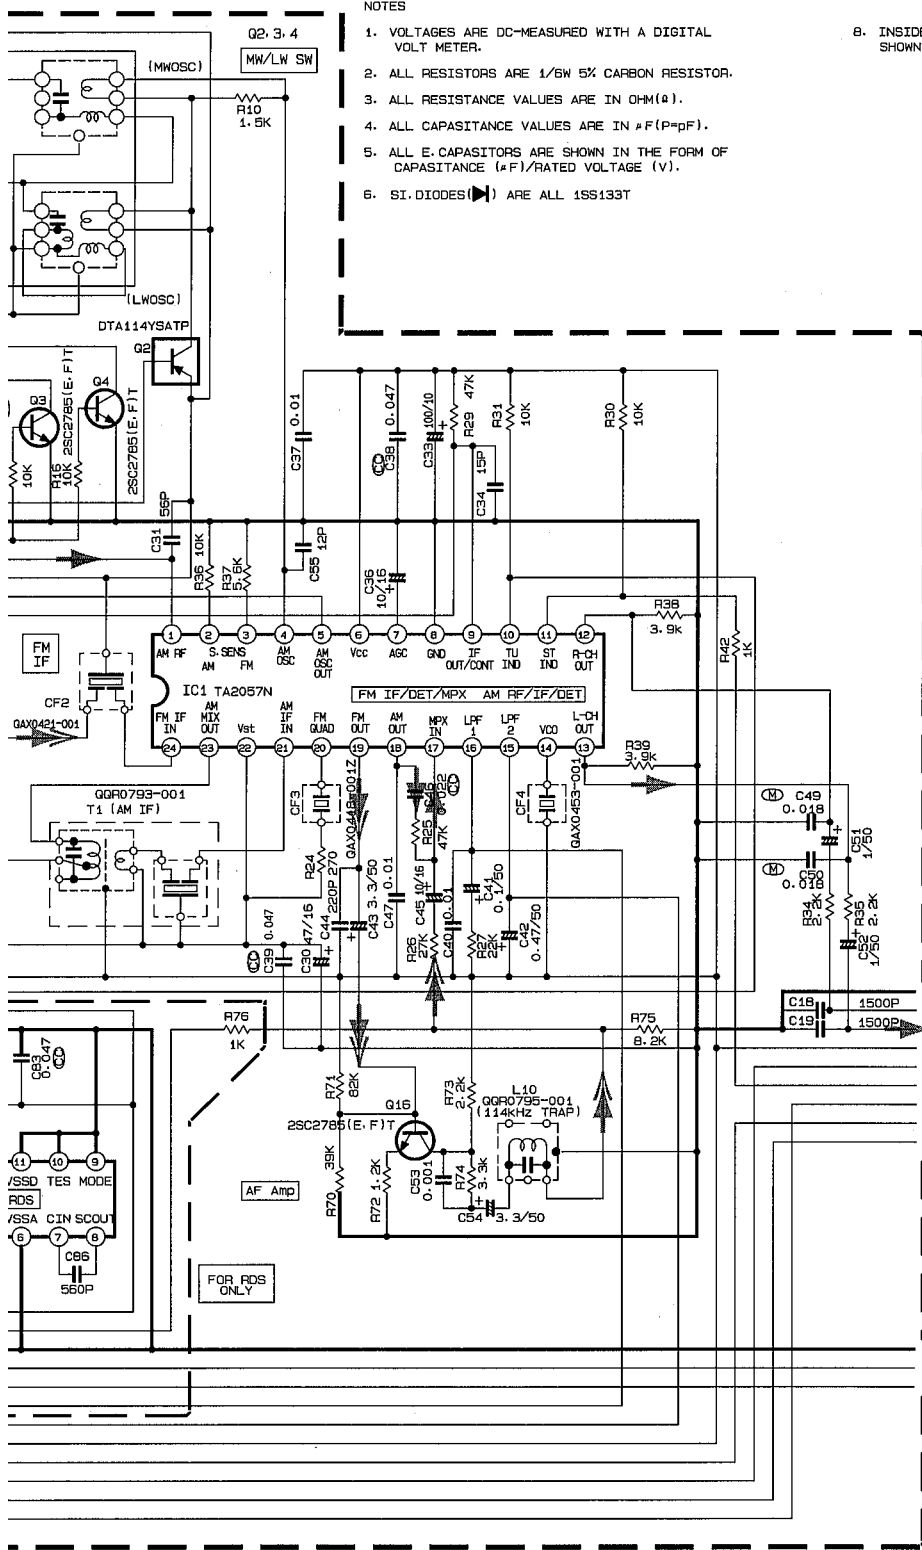 NOTES
1. VOLTAGES ARE DC-MEASURED WITH A DIGITAL
VOLT METER.
2. ALL RESISTORS ARE 1/6W 5% CARBON RESISTOR.
3. ALL RESISTANCE VALUES ARE IN OHM(Ω).
4. ALL CAPASITANCE VALUES ARE IN μF(P=pF).
5. ALL E.CAPASITORS ARE SHOWN IN THE FORM OF
CAPASITANCE (μF)/RATED VOLTAGE (V).
6. SI.DIODES( ) ARE ALL 1SS133T
8. INSIDE
SHOWN
Q2,3,4
MW/LW SW
(MWOSC)
R10
1.5K
(LWOSC)
DTA114YSATP
Q2
Q3
Q4
2SC2785(E,F)T
2SC2785(E,F)T
10K
R16
10K
C31
56P
R36 10K
R37
5.6K
C37 0.01
C55 12P
C38 0.047
C33 100/10
R29 47K
R31
10K
R30
10K
C34 15P
C36
10/16
R38
3.9k
R42
1K
FM
IF
CF2
QAX0421-001
1 2 3 4 5 6 7 8 9 10 11 12
AM RF
S.SENS
AM FM
AM
OSC
AM
OSC
OUT
Vcc
AGC
GND
IF
OUT/CONT
TU
IND
ST
IND
R-CH
OUT
IC1 TA2057N
FM IF/DET/MPX AM RF/IF/DET
FM IF
IN
AM
MIX
OUT
Vst
AM
IF
IN
FM
QUAD
FM
OUT
AM
OUT
MPX
IN
LPF
1
LPF
2
VCO
L-CH
OUT
24 23 22 21 20 19 18 17 16 15 14 13
R39
3.9k
QQR0793-001
T1 (AM IF)
CF3
QAX0448-001Z
C46
0.022
R25
47K
CF4
QAX0453-001
M
C49
0.018
C51
1/50
M
C50
0.018
R34
2.2K
R35
2.2K
C52
1/50
R24
270
C44
220P
C43 3.3/50
C47 0.01
C45 10/16
R26
27K
C40 0.01
C41
0.1/50
R27
22K
C42
0.47/50
C39 0.047
C30 47/16
C18
1500P
C19
1500P
R76
1K
R75
8.2K
C83
0.047
R71
82K
R73
2.2K
L10
QQR0795-001
(114kHz TRAP)
Q16
2SC2785(E,F)T
R70
39K
R72 1.2K
C53
0.001
R74
3.3k
C54
3.3/50
AF Amp
11 10 9
VSSD TES MODE
RDS
VSSA CIN SCOUT
6 7 8
C86
560P
FOR RDS
ONLY